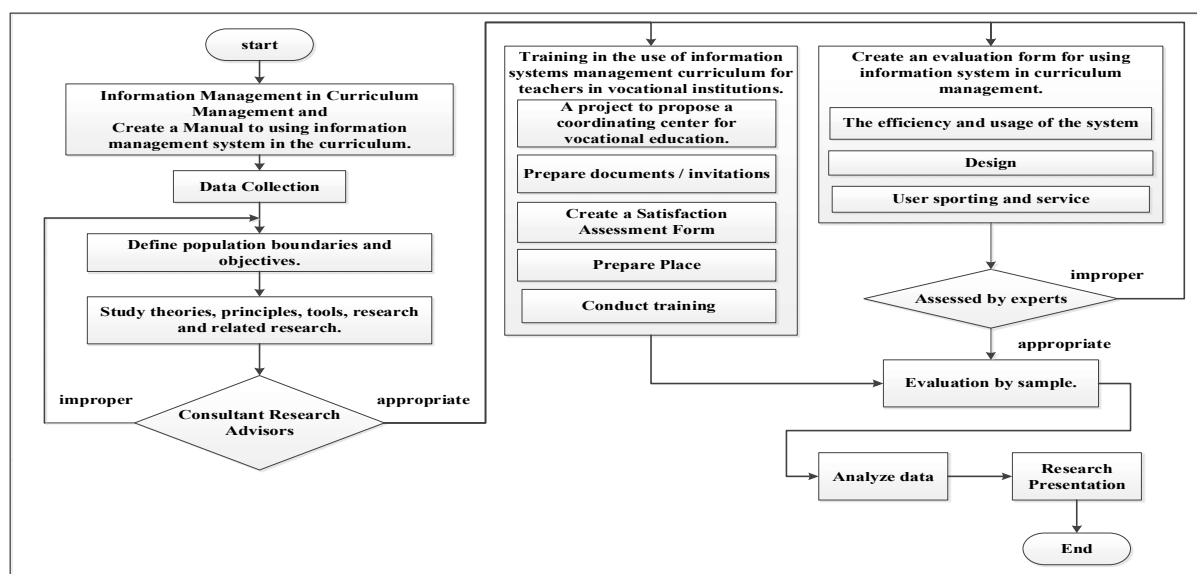 start
Information Management in Curriculum
Management and
Create a Manual to using information
management system in the curriculum.
Data Collection
Define population boundaries and
objectives.
Study theories, principles, tools, research
and related research.
improper
Consultant Research
Advisors
appropriate
Training in the use of information
systems management curriculum for
teachers in vocational institutions.
A project to propose a
coordinating center for
vocational education.
Prepare documents / invitations
Create a Satisfaction
Assessment Form
Prepare Place
Conduct training
Create an evaluation form for using
information system in curriculum
management.
The efficiency and usage of the system
Design
User sporting and service
Assessed by experts
improper
appropriate
Evaluation by sample.
Analyze data
Research
Presentation
End